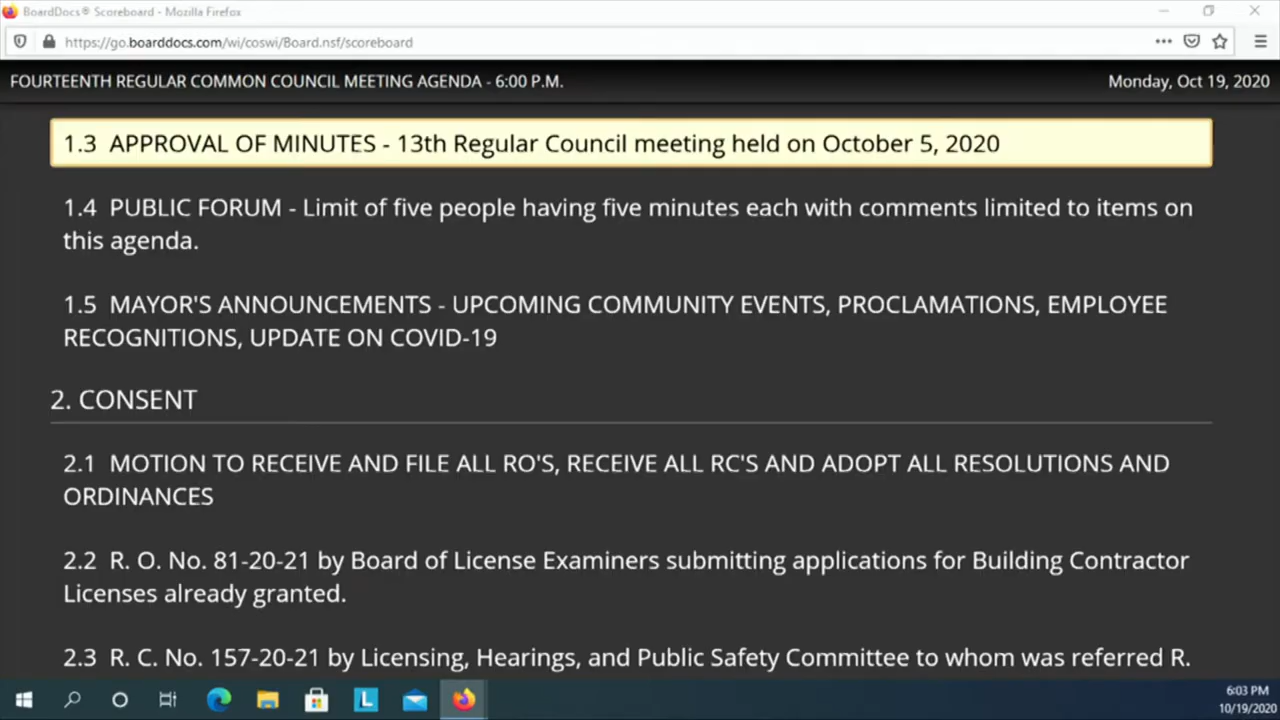 BoardDocs® Scoreboard - Mozilla Firefox
https://go.boarddocs.com/wi/coswi/Board.nsf/scoreboard
FOURTEENTH REGULAR COMMON COUNCIL MEETING AGENDA - 6:00 P.M.
Monday, Oct 19, 2020
1.3 APPROVAL OF MINUTES - 13th Regular Council meeting held on October 5, 2020
1.4 PUBLIC FORUM - Limit of five people having five minutes each with comments limited to items on
this agenda.
1.5 MAYOR'S ANNOUNCEMENTS - UPCOMING COMMUNITY EVENTS, PROCLAMATIONS, EMPLOYEE
RECOGNITIONS, UPDATE ON COVID-19
2. CONSENT
2.1 MOTION TO RECEIVE AND FILE ALL RO'S, RECEIVE ALL RC'S AND ADOPT ALL RESOLUTIONS AND
ORDINANCES
2.2 R. O. No. 81-20-21 by Board of License Examiners submitting applications for Building Contractor
Licenses already granted.
2.3 R. C. No. 157-20-21 by Licensing, Hearings, and Public Safety Committee to whom was referred R.
L
6:03 PM
10/19/2020